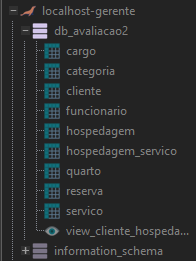 localhost-gerente
db_avaliacao2
cargo
categoria
cliente
funcionario
hospedagem
hospedagem_servico
quarto
reserva
servico
view_cliente_hospeda...
information_schema